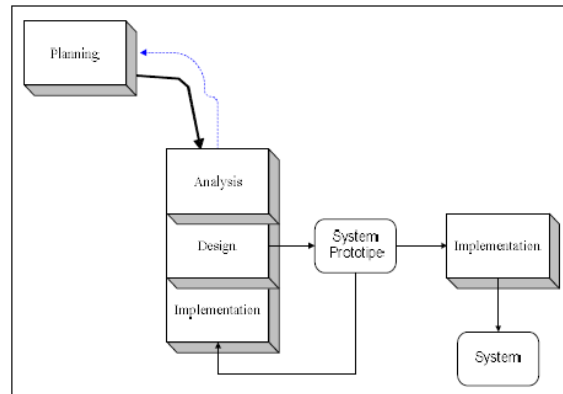 Planning
Analysis
Design
Implementation
System
Prototipe
Implementation
System